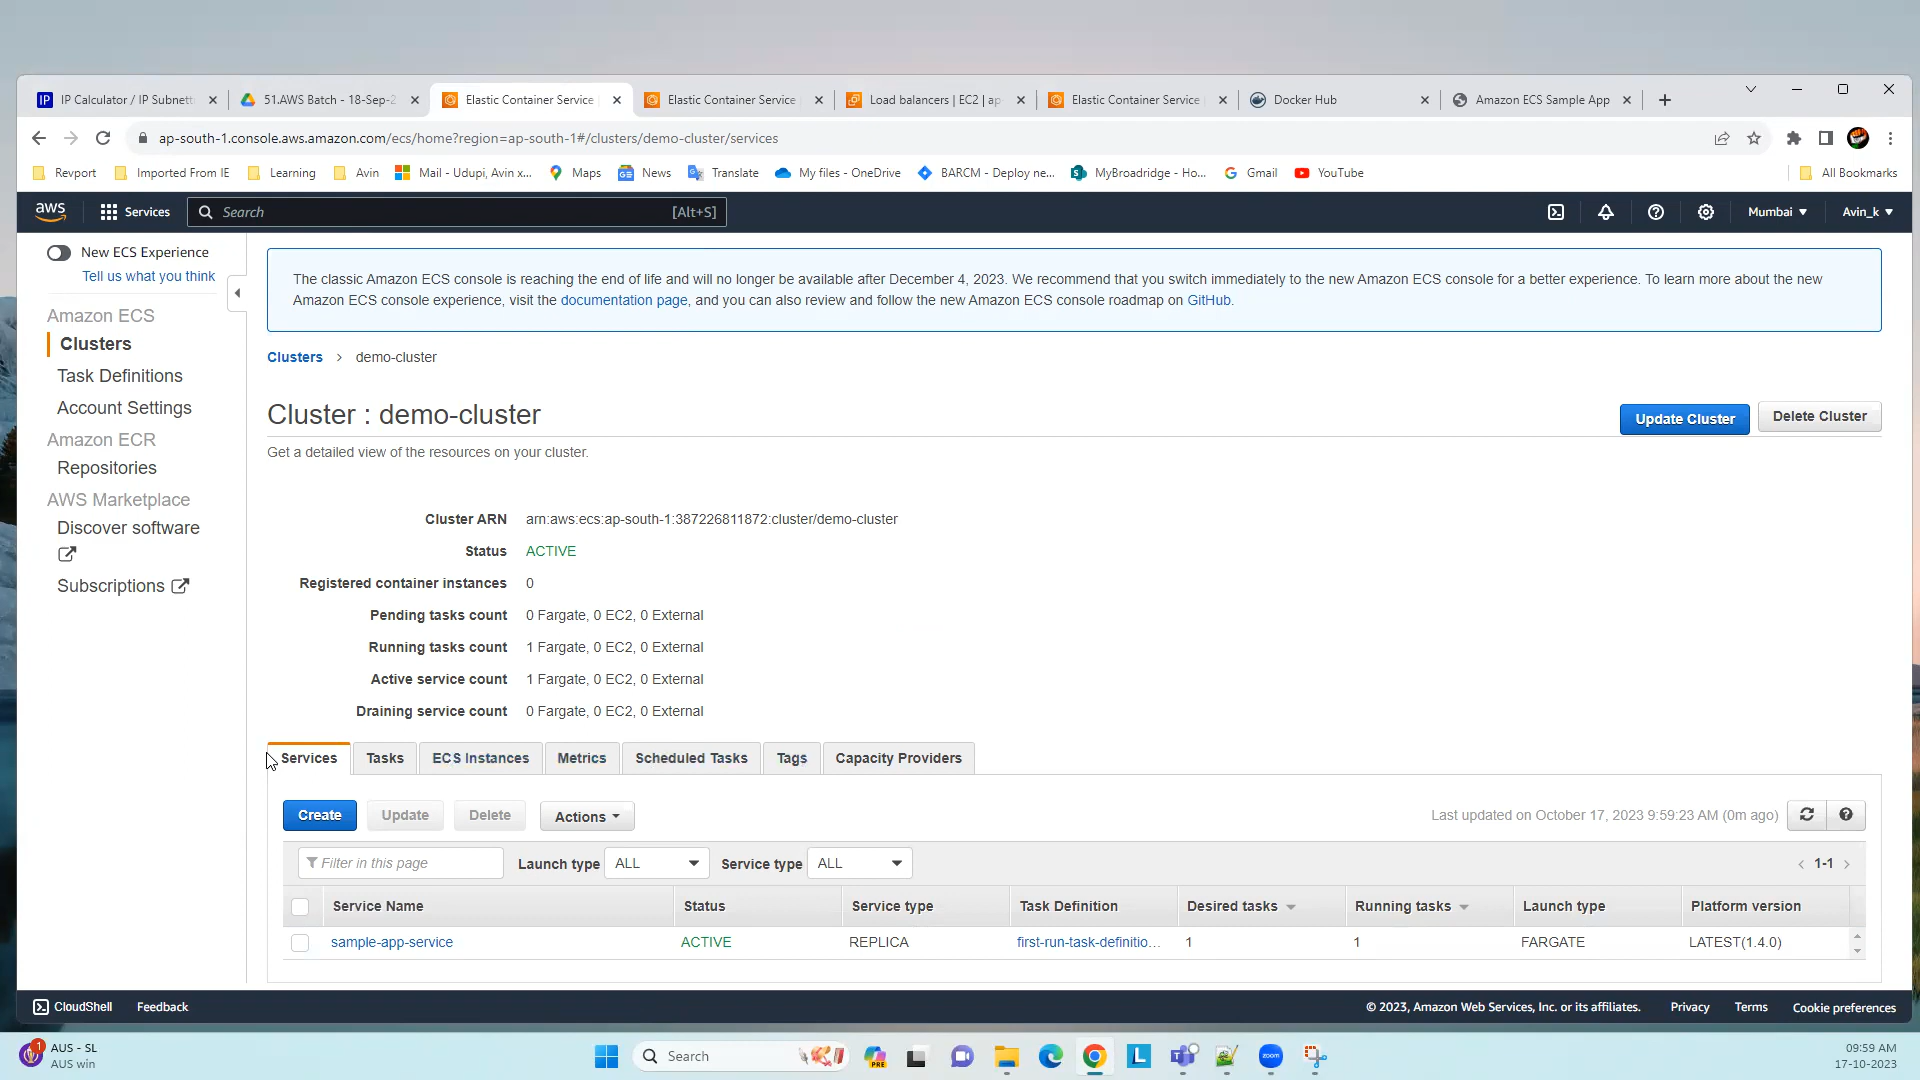 IP Calculator / IP Subnett
51.AWS Batch - 18-Sep-2
Elastic Container Service
Elastic Container Service
Load balancers | EC2 | ap
Elastic Container Service
Docker Hub
Amazon ECS Sample App
ap-south-1.console.aws.amazon.com/ecs/home?region=ap-south-1#/clusters/demo-cluster/services
Revport
Imported From IE
Learning
Avin
Mail - Udupi, Avin x...
Maps
News
Translate
My files - OneDrive
BARCM - Deploy ne...
MyBroadridge - Ho...
Gmail
YouTube
All Bookmarks
aws
Services
Search
[Alt+S]
Mumbai
Avin_k
New ECS Experience
Tell us what you think
Amazon ECS
Clusters
Task Definitions
Account Settings
Amazon ECR
Repositories
AWS Marketplace
Discover software
Subscriptions
The classic Amazon ECS console is reaching the end of life and will no longer be available after December 4, 2023. We recommend that you switch immediately to the new Amazon ECS console for a better experience. To learn more about the new
Amazon ECS console experience, visit the documentation page, and you can also review and follow the new Amazon ECS console roadmap on GitHub.
Clusters > demo-cluster
Cluster : demo-cluster
Update Cluster
Delete Cluster
Get a detailed view of the resources on your cluster.
Cluster ARN arn:aws:ecs:ap-south-1:387226811872:cluster/demo-cluster
Status ACTIVE
Registered container instances 0
Pending tasks count 0 Fargate, 0 EC2, 0 External
Running tasks count 1 Fargate, 0 EC2, 0 External
Active service count 1 Fargate, 0 EC2, 0 External
Draining service count 0 Fargate, 0 EC2, 0 External
Services
Tasks
ECS Instances
Metrics
Scheduled Tasks
Tags
Capacity Providers
Create
Update
Delete
Actions
Last updated on October 17, 2023 9:59:23 AM (0m ago)
Filter in this page
Launch type ALL
Service type ALL
1-1
Service Name Status Service type Task Definition Desired tasks Running tasks Launch type Platform version
sample-app-service ACTIVE REPLICA first-run-task-definitio... 1 1 FARGATE LATEST(1.4.0)
CloudShell
Feedback
© 2023, Amazon Web Services, Inc. or its affiliates.
Privacy
Terms
Cookie preferences
1
AUS - SL
AUS win
Search
PRE
L
zoom
09:59 AM
17-10-2023